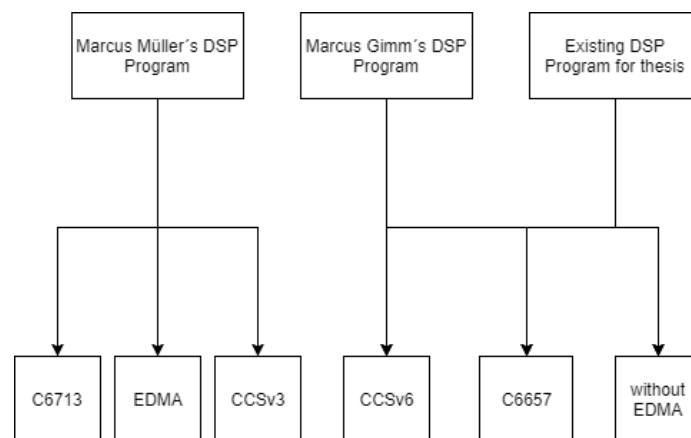 Marcus Müller´s DSP
Program
Marcus Gimm´s DSP
Program
Existing DSP
Program for thesis
C6713
EDMA
CCSv3
CCSv6
C6657
without
EDMA